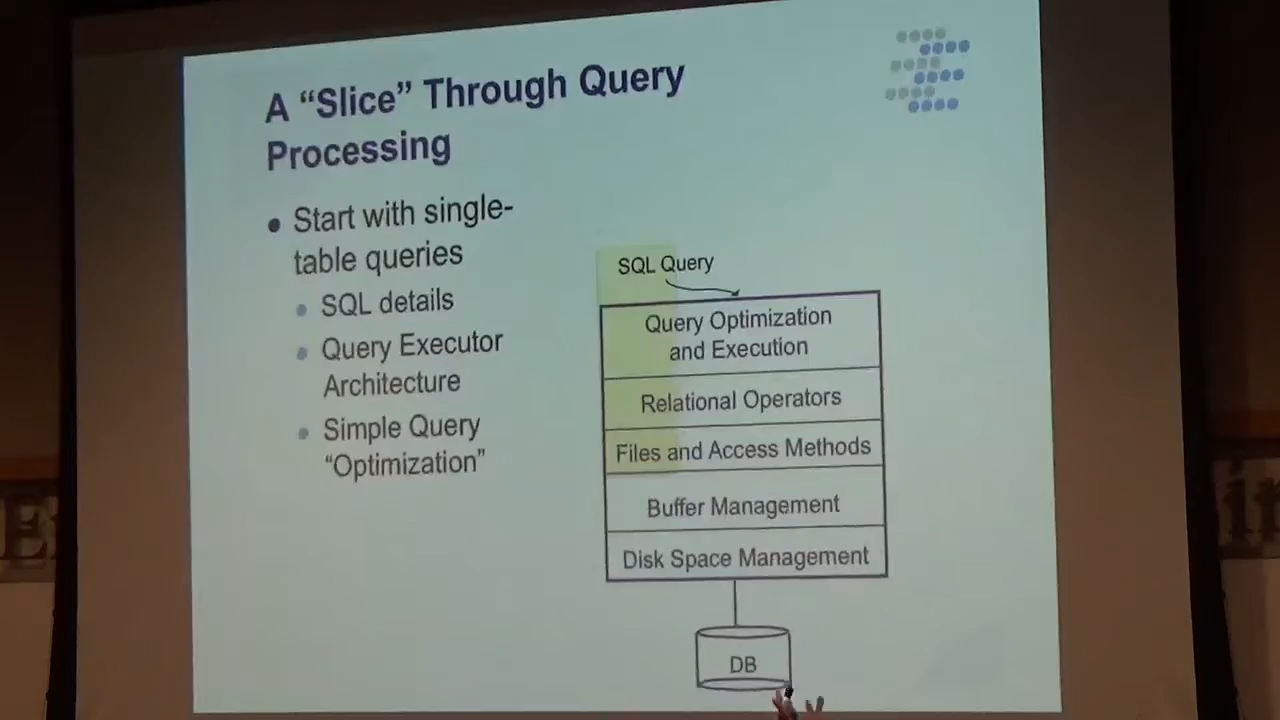 A “Slice” Through Query
Processing
• Start with single-
table queries
• SQL details
• Query Executor
Architecture
• Simple Query
“Optimization”
SQL Query
Query Optimization
and Execution
Relational Operators
Files and Access Methods
Buffer Management
Disk Space Management
DB